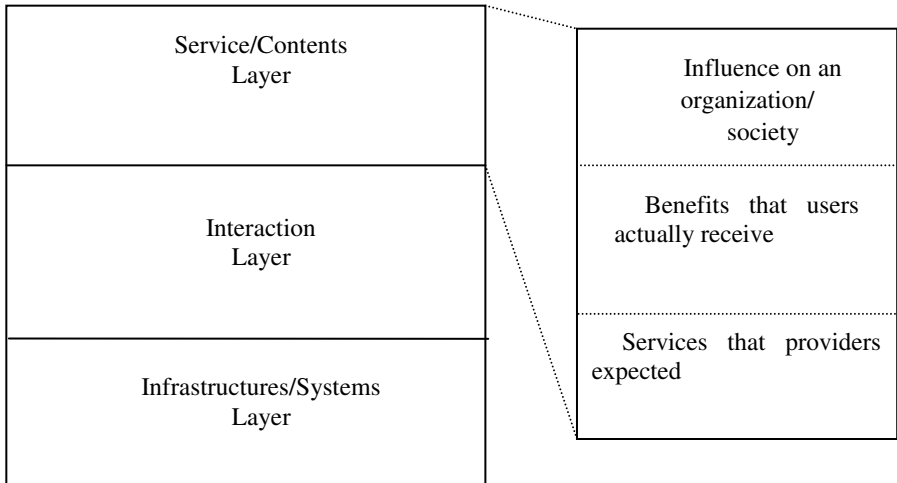 Service/Contents
Layer
Interaction
Layer
Infrastructures/Systems
Layer
Influence on an
organization/
society
Benefits that users
actually receive
Services that providers
expected